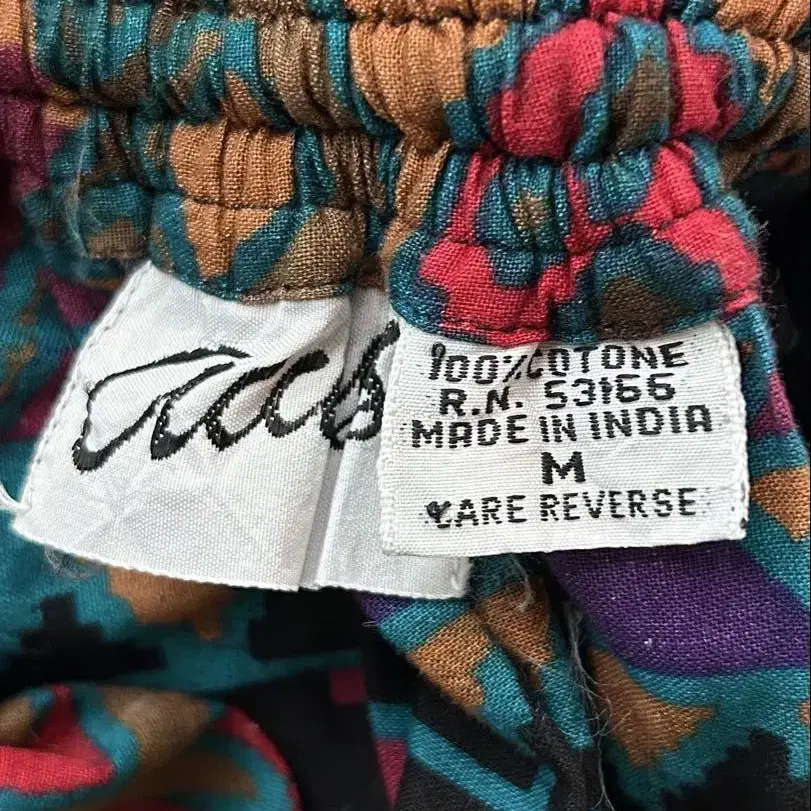 100% COTONE
R.N. 53166
MADE IN INDIA
M
CARE REVERSE